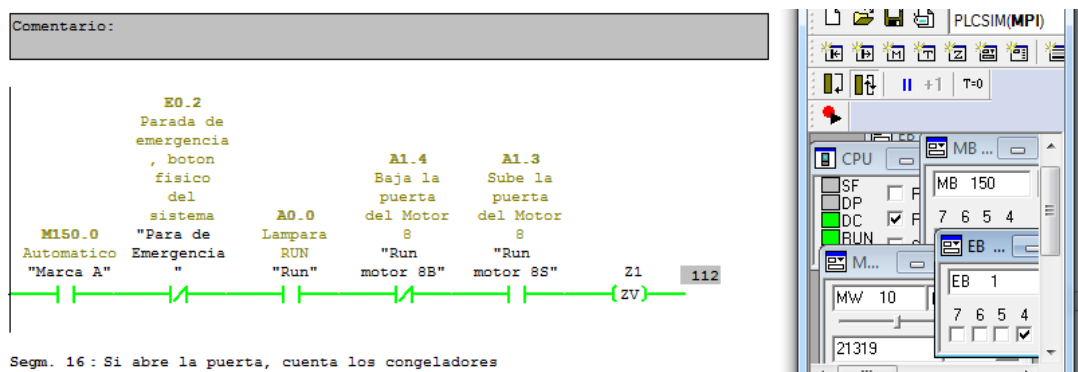 Comentario:
E0.2
Parada de
emergencia
, boton
fisico
del
sistema
"Para de
Emergencia
"
M150.0
Automatico
"Marca A"
A0.0
Lampara
RUN
"Run"
A1.4
Baja la
puerta
del Motor
8
"Run
motor 8B"
A1.3
Sube la
puerta
del Motor
8
"Run
motor 8S"
Z1
ZV
112
Segm. 16 : Si abre la puerta, cuenta los congeladores
PLCSIM(MPI)
+1 T=0
CPU
SF
DP
DC
RUN
MB ...
MB 150
7 6 5 4
EB ...
EB 1
7 6 5 4
M...
MW 10
21319